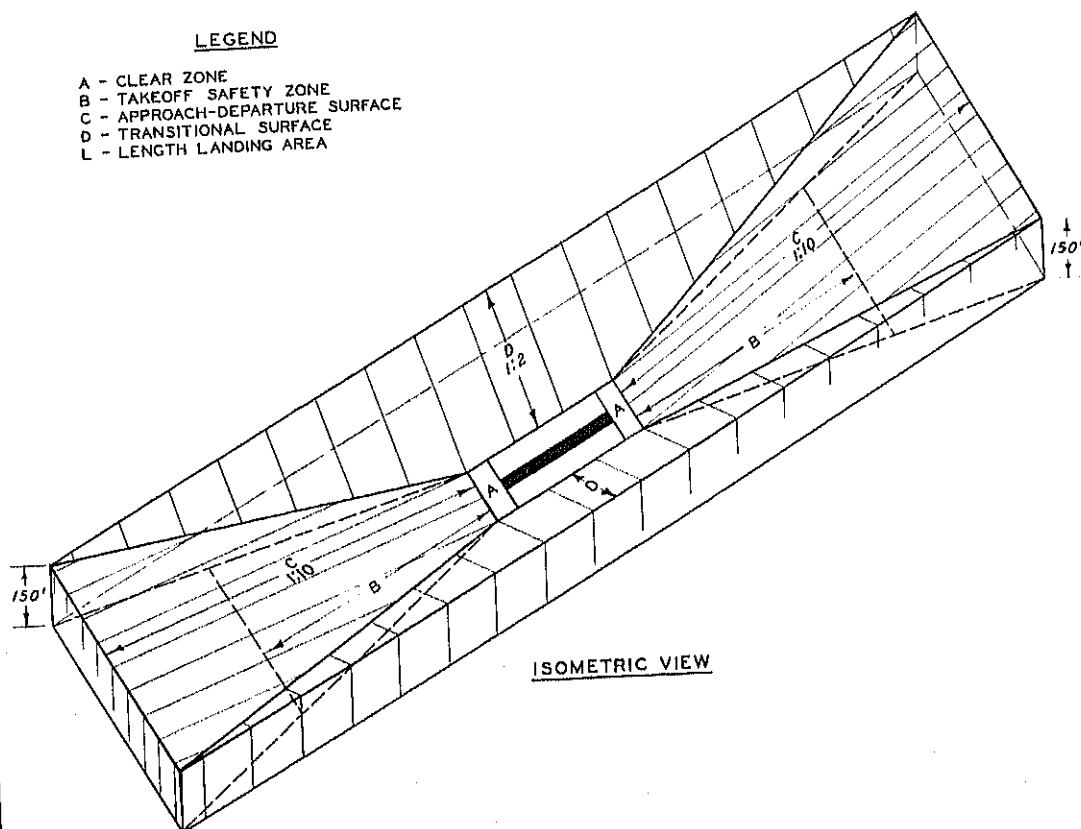 LEGEND
A - CLEAR ZONE
B - TAKEOFF SAFETY ZONE
C - APPROACH-DEPARTURE SURFACE
D - TRANSITIONAL SURFACE
L - LENGTH LANDING AREA
C
1:10
150'
B
D
1:2
A
A
D
C
1:10
B
150'
ISOMETRIC VIEW